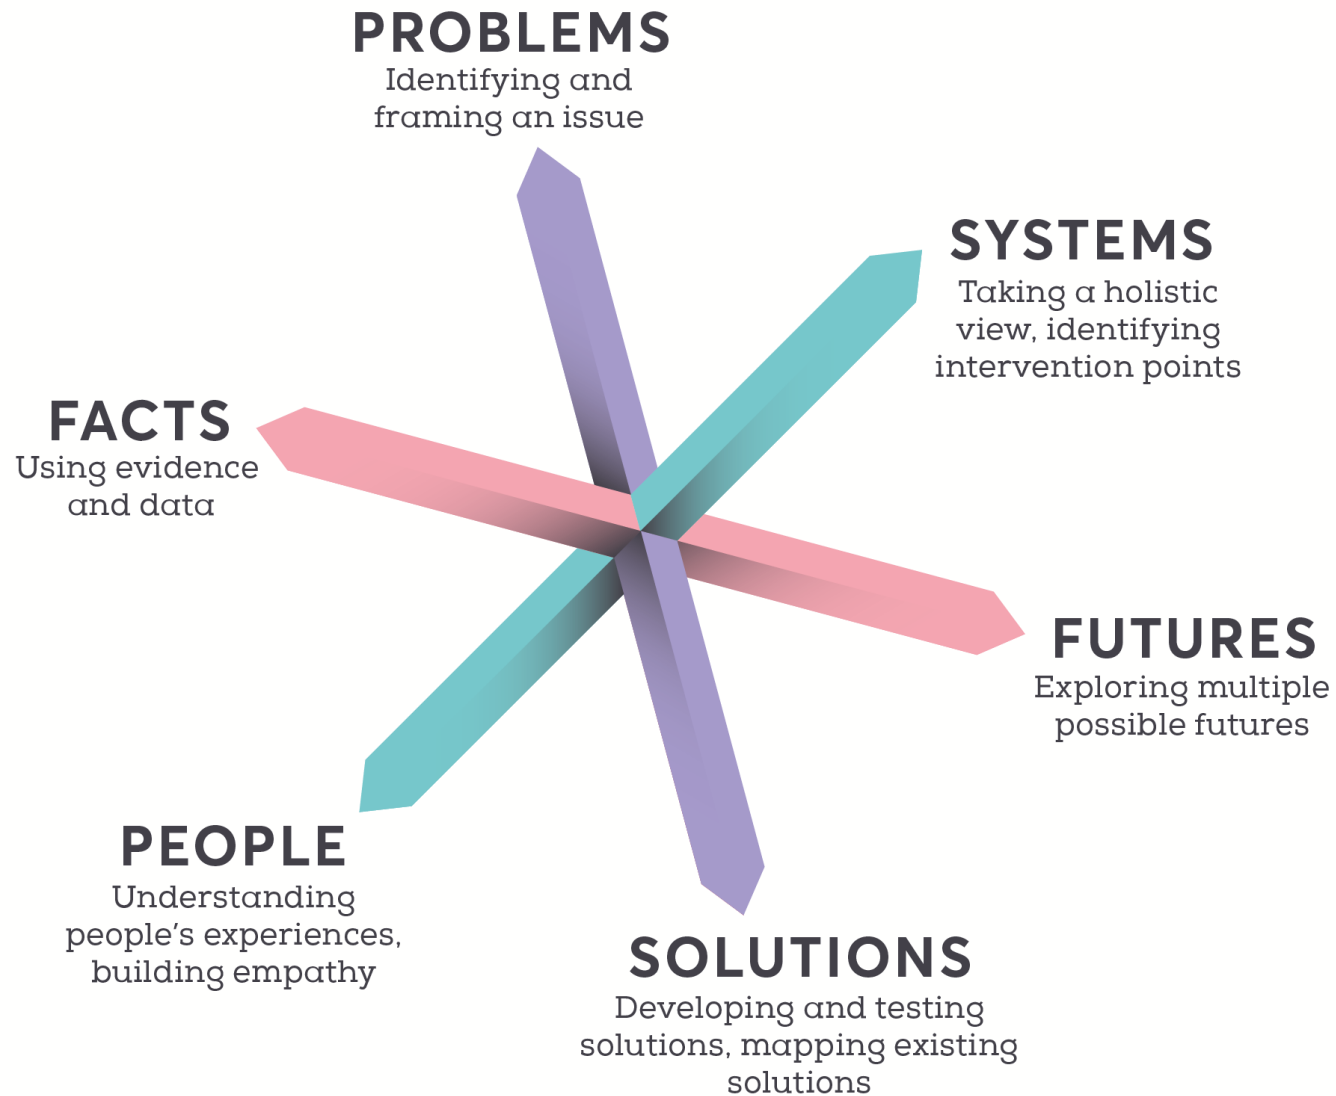 PROBLEMS
Identifying and
framing an issue
SYSTEMS
Taking a holistic
view, identifying
intervention points
FACTS
Using evidence
and data
FUTURES
Exploring multiple
possible futures
PEOPLE
Understanding
people's experiences,
building empathy
SOLUTIONS
Developing and testing
solutions, mapping existing
solutions